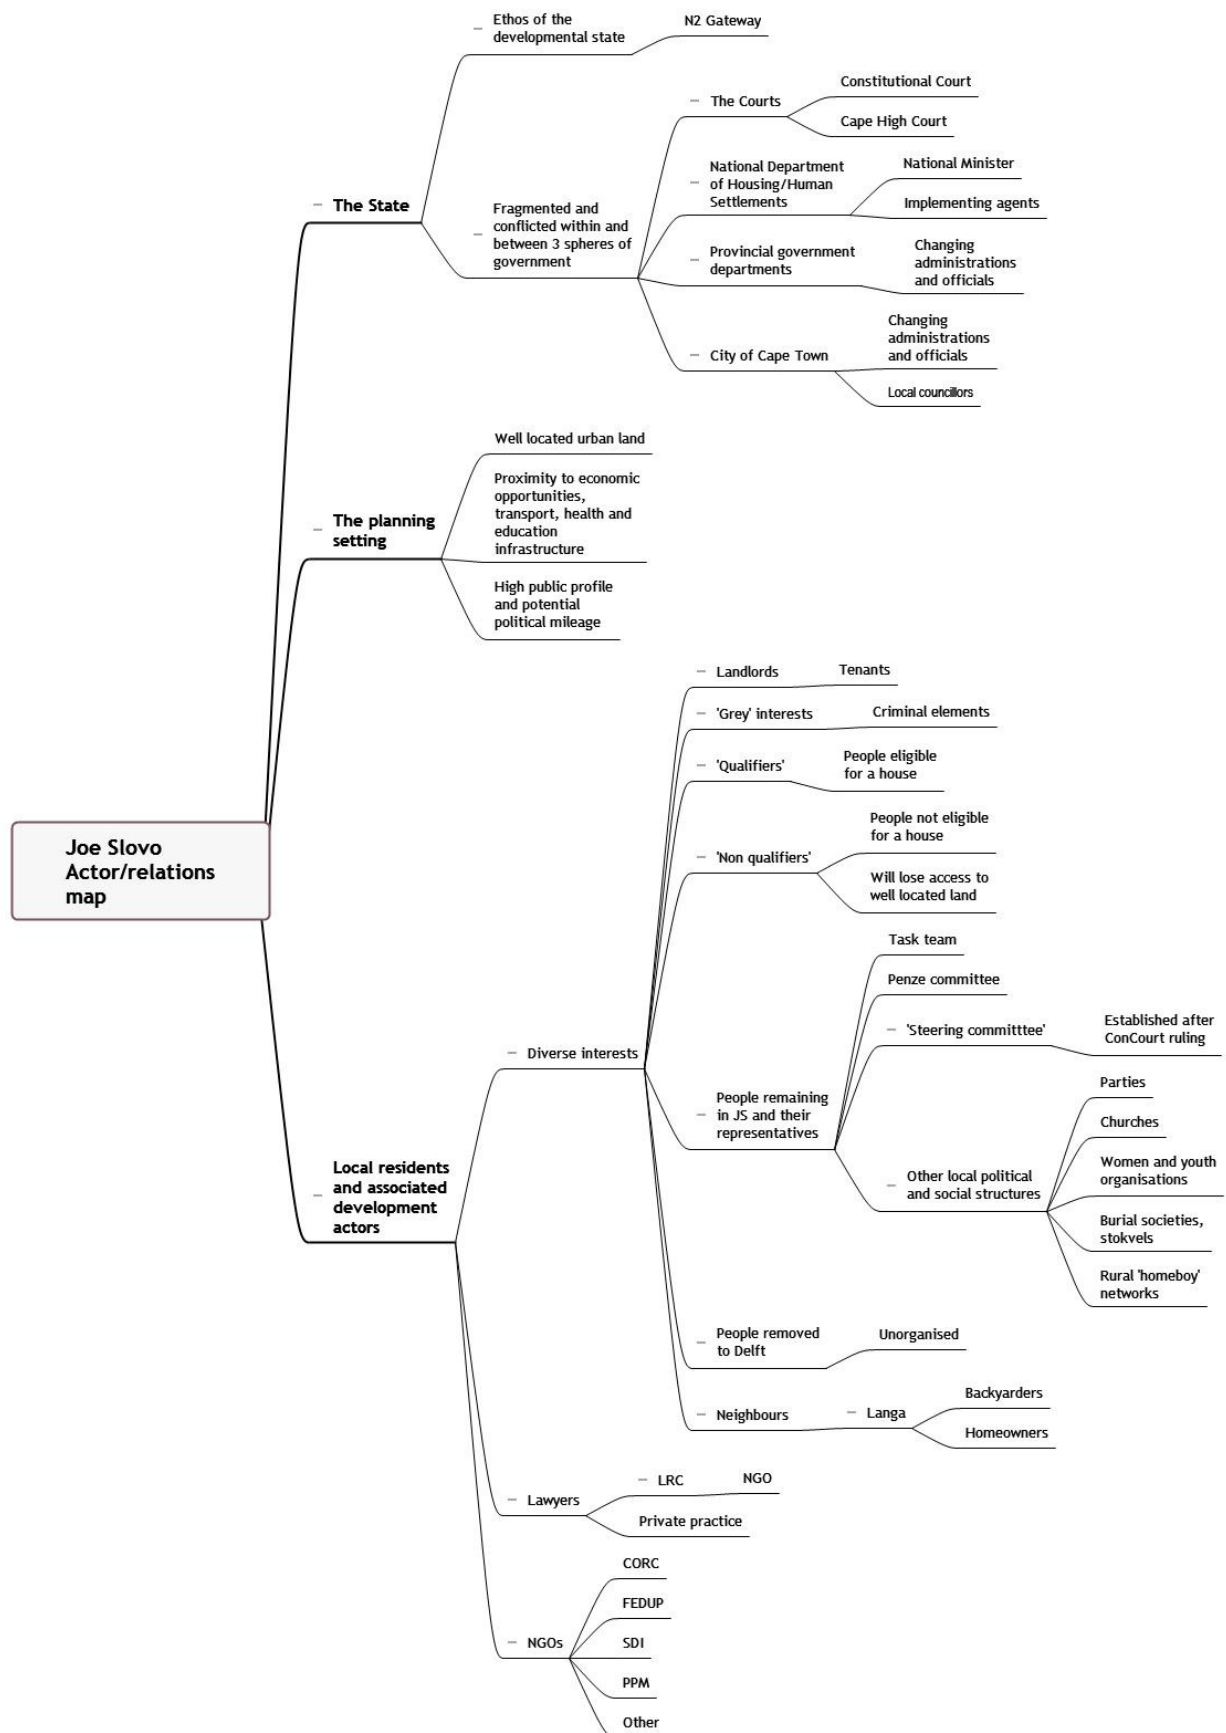 Ethos of the
developmental state
N2 Gateway
The Courts
Constitutional Court
Cape High Court
National Department
of Housing/Human
Settlements
National Minister
Implementing agents
The State
Fragmented and
conflicted within and
between 3 spheres of
government
Provincial government
departments
Changing
administrations
and officials
City of Cape Town
Changing
administrations
and officials
Local councillors
The planning
setting
Well located urban land
Proximity to economic
opportunities,
transport, health and
education
infrastructure
High public profile
and potential
political mileage
Joe Slovo
Actor/relations
map
Local residents
and associated
development
actors
Diverse interests
Landlords
Tenants
'Grey' interests
Criminal elements
'Qualifiers'
People eligible
for a house
'Non qualifiers'
People not eligible
for a house
Will lose access to
well located land
People remaining
in JS and their
representatives
Task team
Penze committee
'Steering committtee'
Established after
ConCourt ruling
Other local political
and social structures
Parties
Churches
Women and youth
organisations
Burial societies,
stokvels
Rural 'homeboy'
networks
People removed
to Delft
Unorganised
Neighbours
Langa
Backyarders
Homeowners
Lawyers
LRC
NGO
Private practice
NGOs
CORC
FEDUP
SDI
PPM
Other